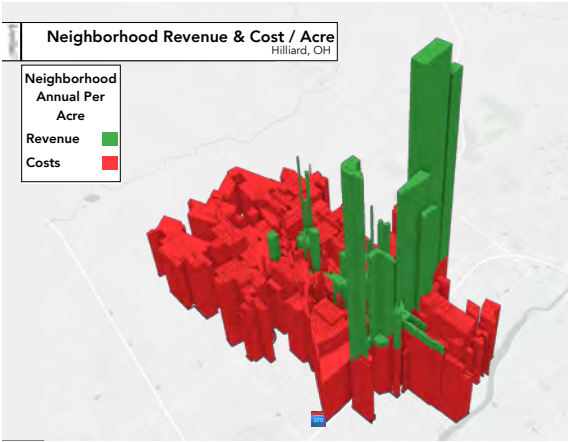 Neighborhood Revenue & Cost / Acre
Hilliard, OH
Neighborhood
Annual Per
Acre
Revenue
Costs
270